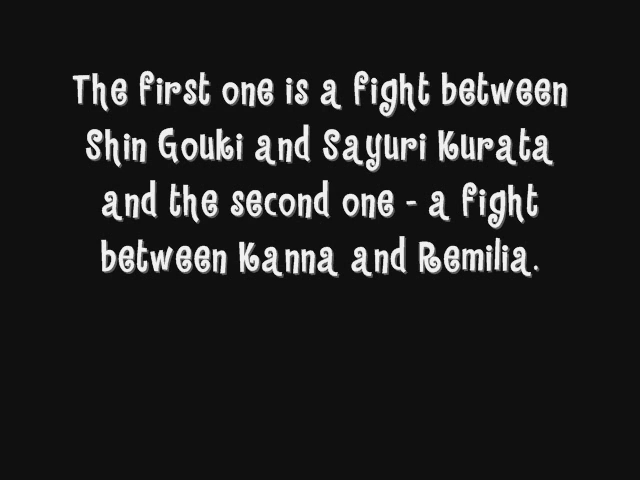 The first one is a fight between
Shin Gouki and Sayuri Kurata
and the second one - a fight
between Kanna and Remilia.